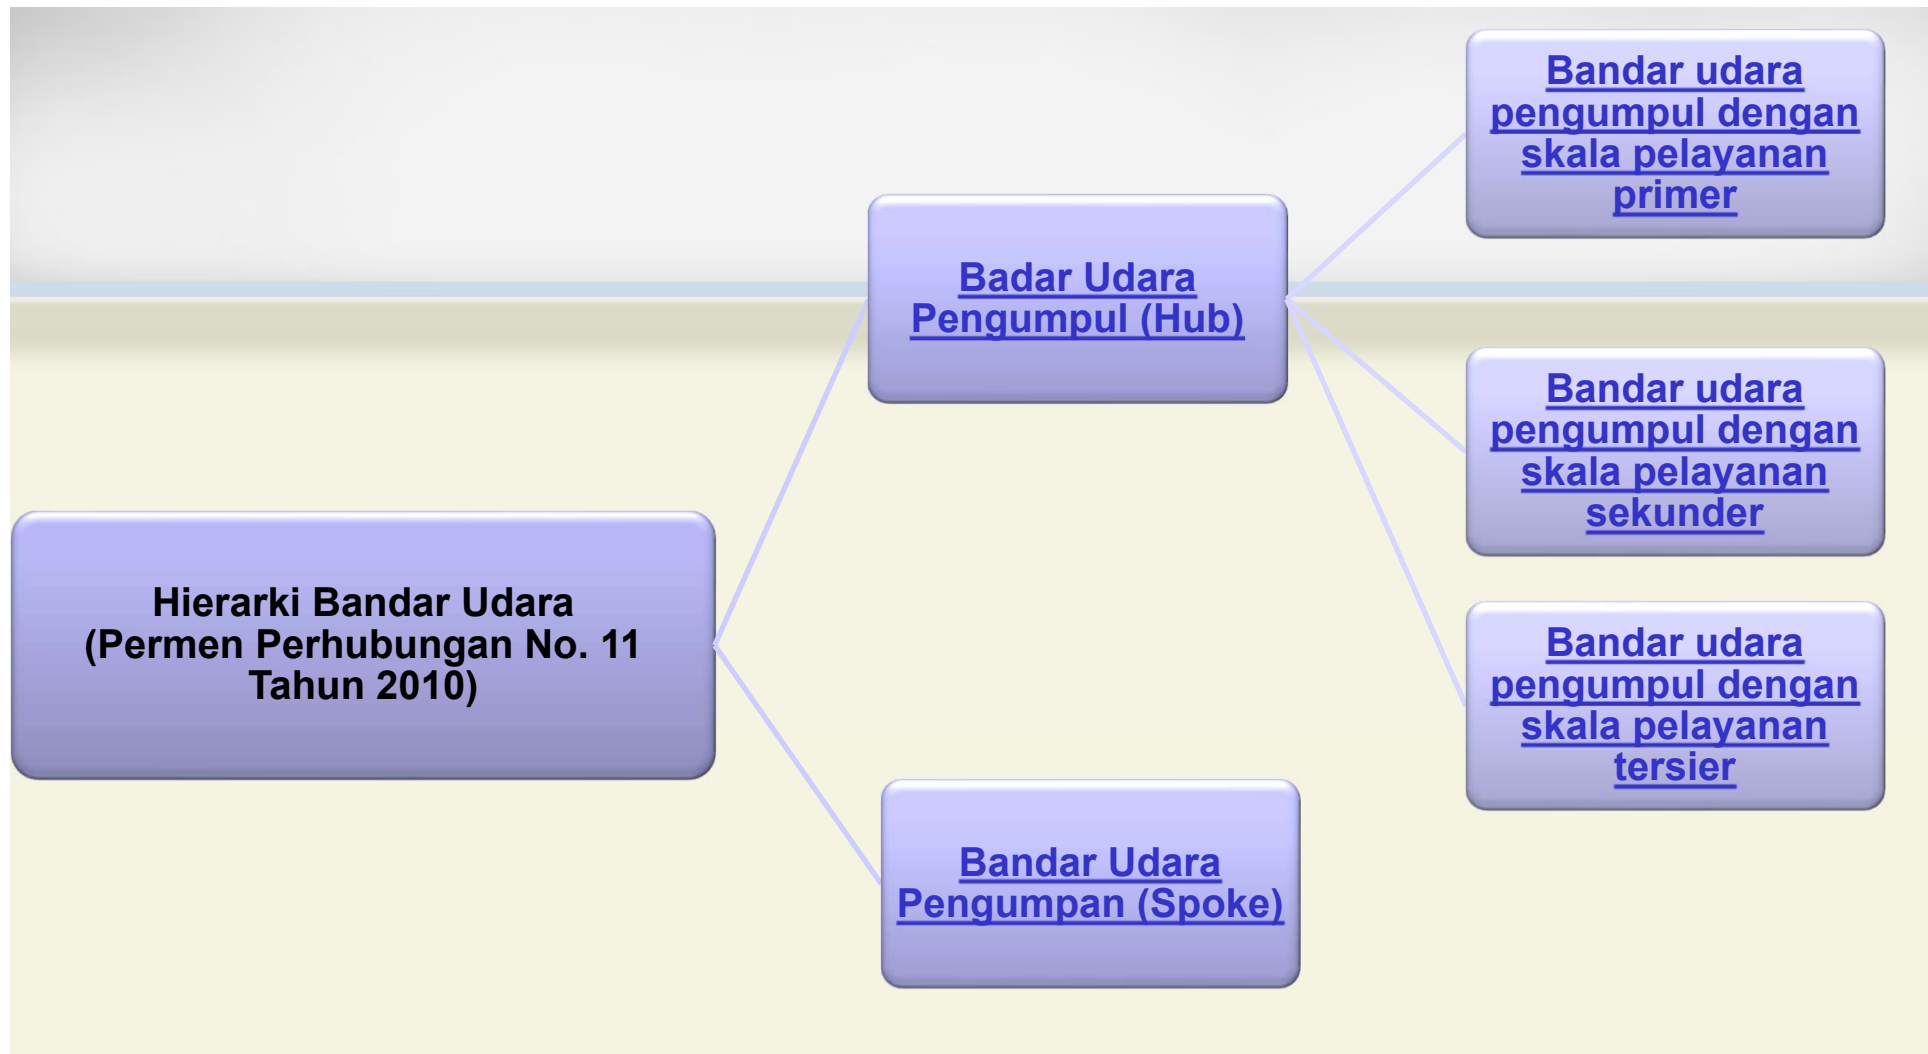 Hierarki Bandar Udara
(Permen Perhubungan No. 11
Tahun 2010)
Badar Udara
Pengumpul (Hub)
Bandar udara
pengumpul dengan
skala pelayanan
primer
Bandar udara
pengumpul dengan
skala pelayanan
sekunder
Bandar udara
pengumpul dengan
skala pelayanan
tersier
Bandar Udara
Pengumpan (Spoke)